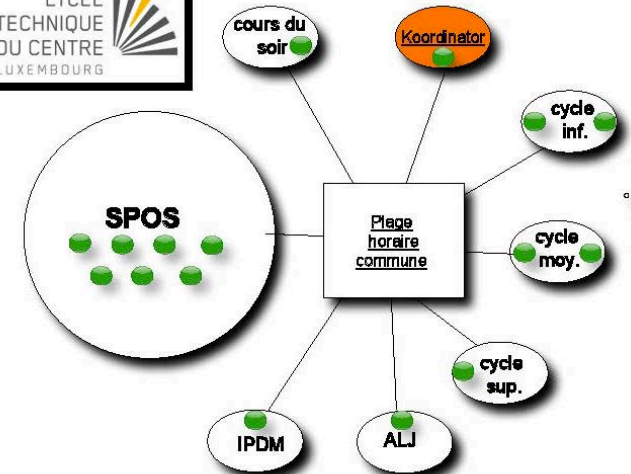 TECHNIQUE
DU CENTRE
LUXEMBOURG
cours du
soir
Koordinator
cycle
inf.
SPOS
Plage
horaire
commune
cycle
moy.
cycle
sup.
IPDM
ALJ